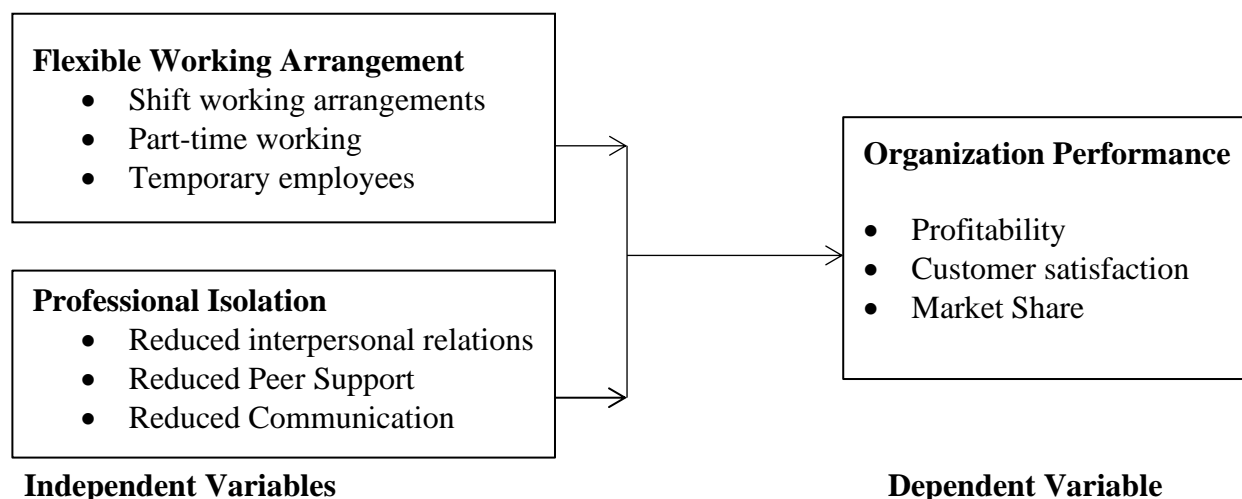 Flexible Working Arrangement
• Shift working arrangements
• Part-time working
• Temporary employees
Professional Isolation
• Reduced interpersonal relations
• Reduced Peer Support
• Reduced Communication
Independent Variables
Organization Performance
• Profitability
• Customer satisfaction
• Market Share
Dependent Variable